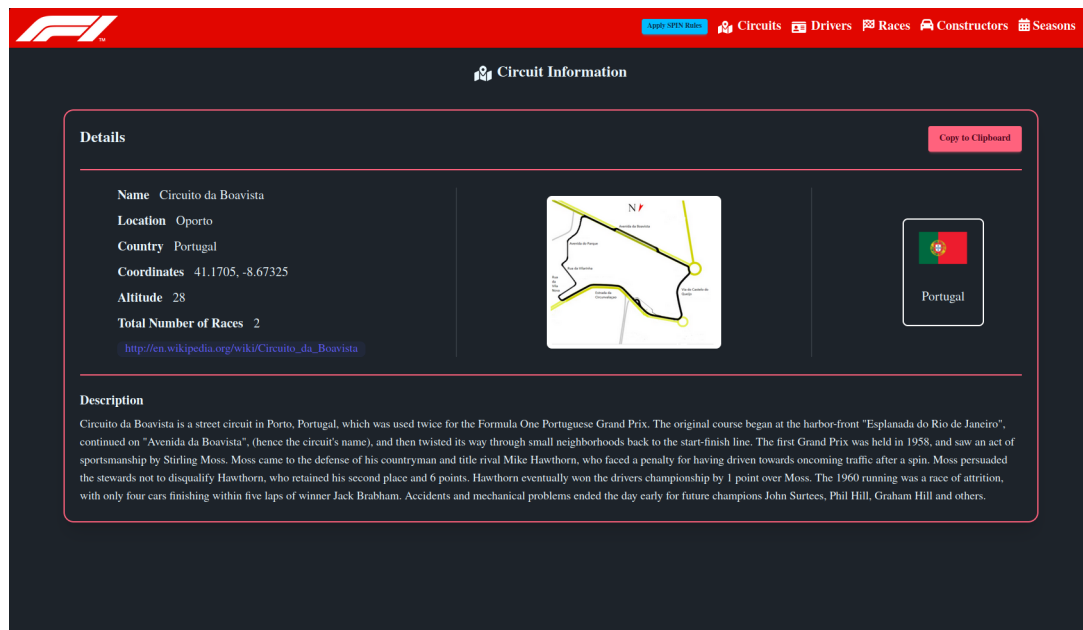 F1 TM
Apply SPIN Rules Circuits Drivers Races Constructors Seasons
Circuit Information
Details
Copy to Clipboard
Name Circuito da Boavista
Location Oporto
Country Portugal
Coordinates 41.1705, -8.67325
Altitude 28
Total Number of Races 2
http://en.wikipedia.org/wiki/Circuito_da_Boavista
N
Avenida da Boavista
Avenida do Parque
Rua da Vilarinha
Estrada da
Circunvalação
Portugal
Description
Circuito da Boavista is a street circuit in Porto, Portugal, which was used twice for the Formula One Portuguese Grand Prix. The original course began at the harbor-front "Esplanada do Rio de Janeiro",
continued on "Avenida da Boavista", (hence the circuit's name), and then twisted its way through small neighborhoods back to the start-finish line. The first Grand Prix was held in 1958, and saw an act of
sportsmanship by Stirling Moss. Moss came to the defense of his countryman and title rival Mike Hawthorn, who faced a penalty for having driven towards oncoming traffic after a spin. Moss persuaded
the stewards not to disqualify Hawthorn, who retained his second place and 6 points. Hawthorn eventually won the drivers championship by 1 point over Moss. The 1960 running was a race of attrition,
with only four cars finishing within five laps of winner Jack Brabham. Accidents and mechanical problems ended the day early for future champions John Surtees, Phil Hill, Graham Hill and others.